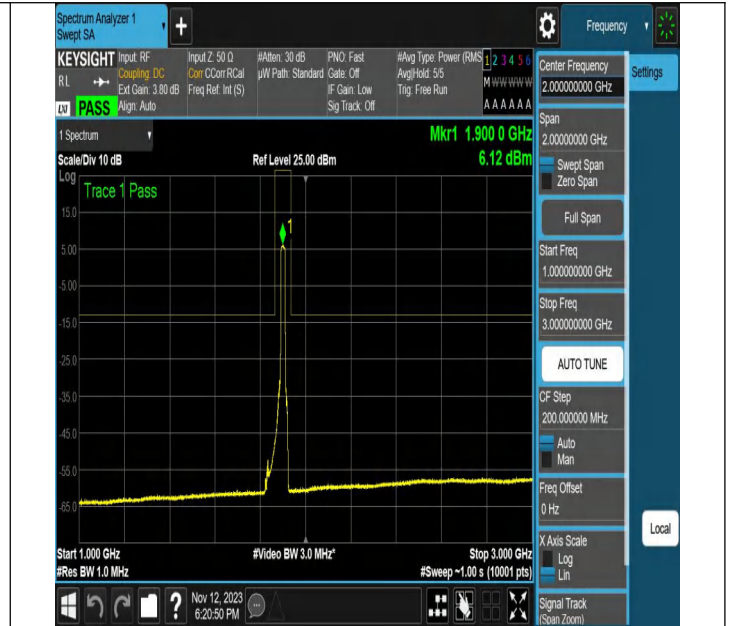 Spectrum Analyzer 1
Swept SA
+
Frequency
KEYSIGHT
RL
LXI
PASS
Input: RF
Coupling: DC
Ext Gain: 3.80 dB
Align: Auto
Input Z: 50 Ω
Corr CCorr RCal
Freq Ref: Int (S)
#Atten: 30 dB
µW Path: Standard
PNO: Fast
Gate: Off
IF Gain: Low
Sig Track: Off
#Avg Type: Power (RMS
Avg|Hold: 5/5
Trig: Free Run
1 2 3 4 5 6
M W W W W W
A A A A A A
1 Spectrum
Scale/Div 10 dB
Ref Level 25.00 dBm
Mkr1 1.900 0 GHz
6.12 dBm
Log
Trace 1 Pass
1
15.0
5.00
-5.00
-15.0
-25.0
-35.0
-45.0
-55.0
-65.0
Start 1.000 GHz
#Res BW 1.0 MHz
#Video BW 3.0 MHz*
Stop 3.000 GHz
#Sweep ~1.00 s (10001 pts)
Center Frequency
2.000000000 GHz
Settings
Span
2.00000000 GHz
Swept Span
Zero Span
Full Span
Start Freq
1.000000000 GHz
Stop Freq
3.000000000 GHz
AUTO TUNE
CF Step
200.000000 MHz
Auto
Man
Freq Offset
0 Hz
X Axis Scale
Log
Lin
Local
Signal Track
(Span Zoom)
?
Nov 12, 2023
6:20:50 PM